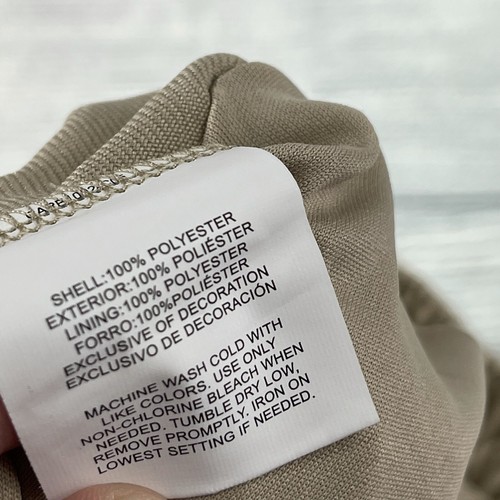 SHELL:100% POLYESTER
EXTERIOR:100% POLIÉSTER
LINING:100% POLYESTER
FORRO:100%POLIÉSTER
EXCLUSIVE OF DECORATION
EXCLUSIVO DE DECORACIÓN
MACHINE WASH COLD WITH
LIKE COLORS. USE ONLY
NON-CHLORINE BLEACH WHEN
NEEDED. TUMBLE DRY LOW,
REMOVE PROMPTLY. IRON ON
LOWEST SETTING IF NEEDED.